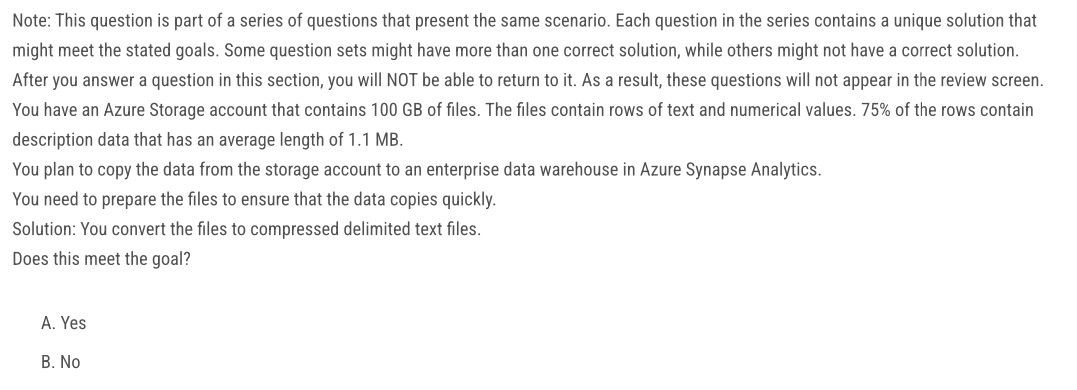 Note: This question is part of a series of questions that present the same scenario. Each question in the series contains a unique solution that
might meet the stated goals. Some question sets might have more than one correct solution, while others might not have a correct solution.
After you answer a question in this section, you will NOT be able to return to it. As a result, these questions will not appear in the review screen.
You have an Azure Storage account that contains 100 GB of files. The files contain rows of text and numerical values. 75% of the rows contain
description data that has an average length of 1.1 MB.
You plan to copy the data from the storage account to an enterprise data warehouse in Azure Synapse Analytics.
You need to prepare the files to ensure that the data copies quickly.
Solution: You convert the files to compressed delimited text files.
Does this meet the goal?
A. Yes
B. No